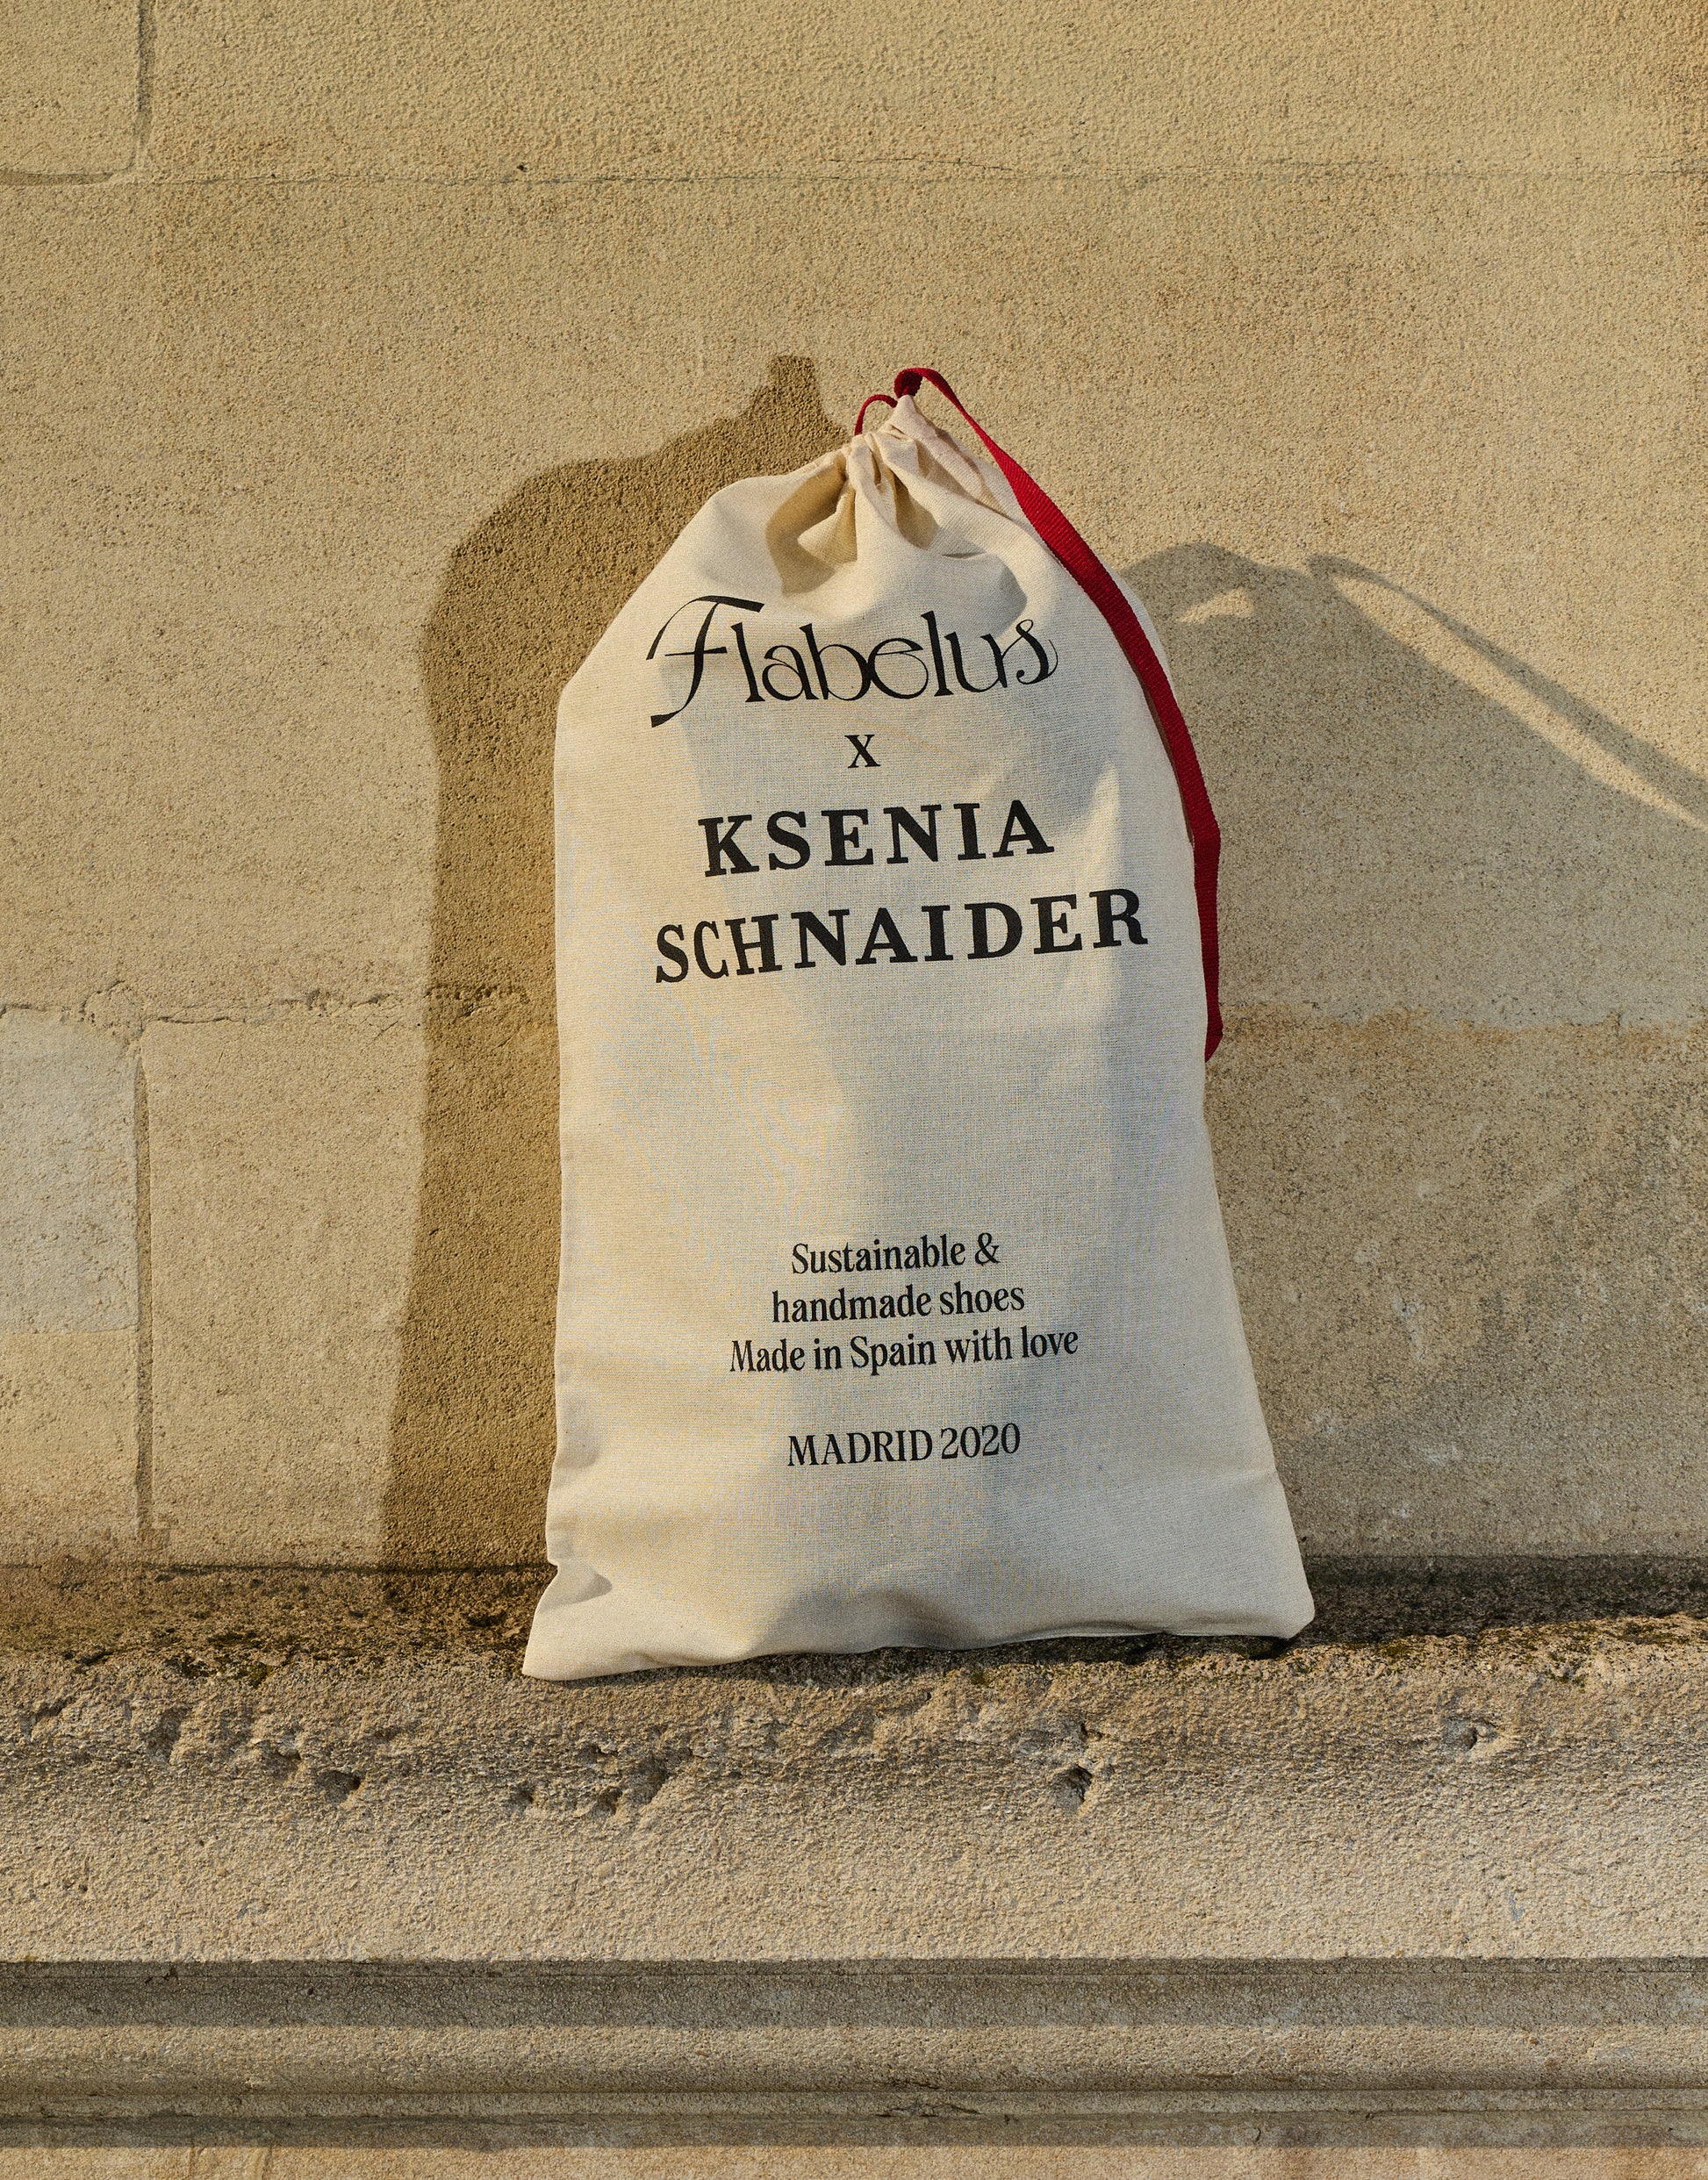 Flabelus
X
KSENIA
SCHNAIDER
Sustainable &
handmade shoes
Made in Spain with love
MADRID 2020